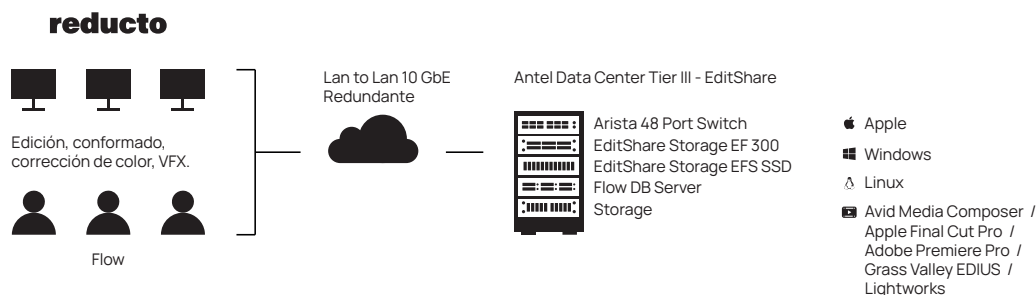 reducto
Edición, conformado,
corrección de color, VFX.
Flow
Lan to Lan 10 GbE
Redundante
Antel Data Center Tier III - EditShare
Arista 48 Port Switch
EditShare Storage EF 300
EditShare Storage EFS SSD
Flow DB Server
Storage
Apple
Windows
Linux
Avid Media Composer /
Apple Final Cut Pro /
Adobe Premiere Pro /
Grass Valley EDIUS /
Lightworks